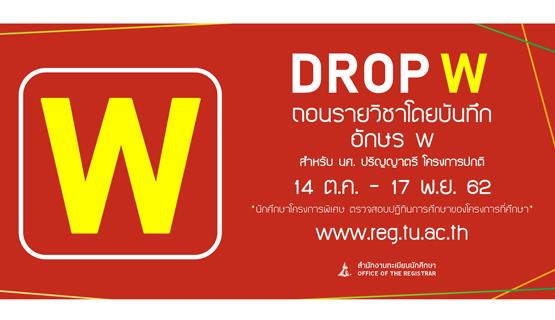 W
DROP W
ถอนรายวิชาโดยบันทึก
อักษร W
สำหรับ นศ. ปริญญาตรี โครงการปกติ
14 ต.ค. - 17 พ.ย. 62
*นักศึกษาโครงการพิเศษ ตรวจสอบปฏิทินการศึกษาของโครงการที่ศึกษา*
www.reg.tu.ac.th
สำนักงานทะเบียนนักศึกษา
OFFICE OF THE REGISTRAR